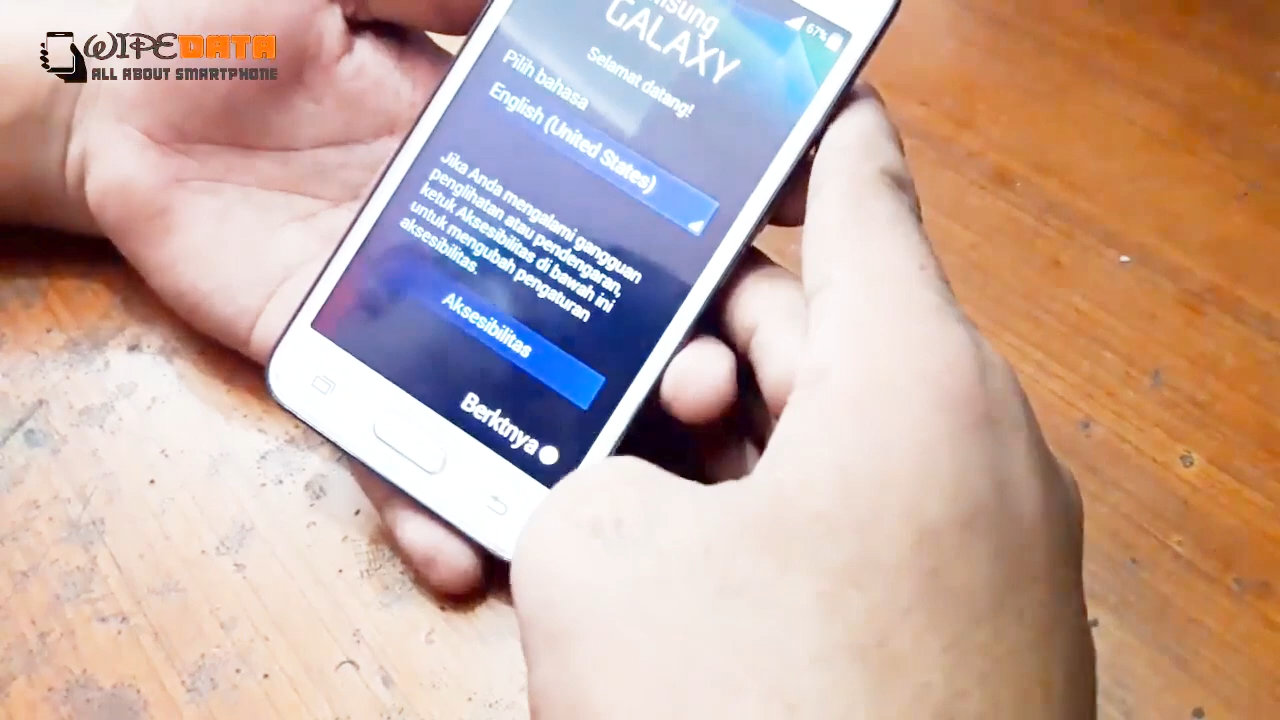 WIPEDATA
ALL ABOUT SMARTPHONE
67%
Samsung
GALAXY
Selamat datang!
Pilih bahasa
English (United States)
Jika Anda mengalami gangguan
penglihatan atau pendengaran,
ketuk Aksesibilitas di bawah ini
untuk mengubah pengaturan
aksesibilitas.
Aksesibilitas
Berktnya